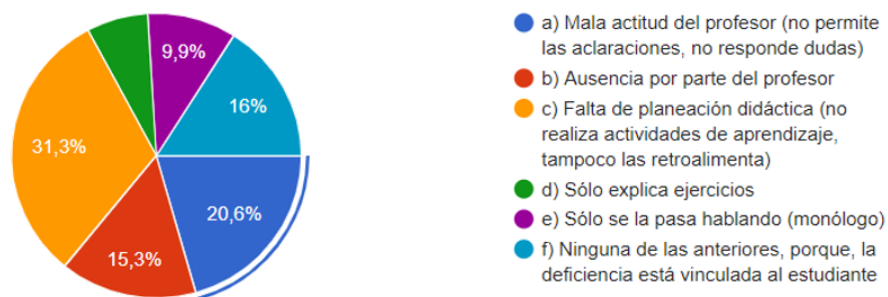 9,9%
16%
31,3%
20,6%
15,3%
a) Mala actitud del profesor (no permite
las aclaraciones, no responde dudas)
b) Ausencia por parte del profesor
c) Falta de planeación didáctica (no
realiza actividades de aprendizaje,
tampoco las retroalimenta)
d) Sólo explica ejercicios
e) Sólo se la pasa hablando (monólogo)
f) Ninguna de las anteriores, porque, la
deficiencia está vinculada al estudiante